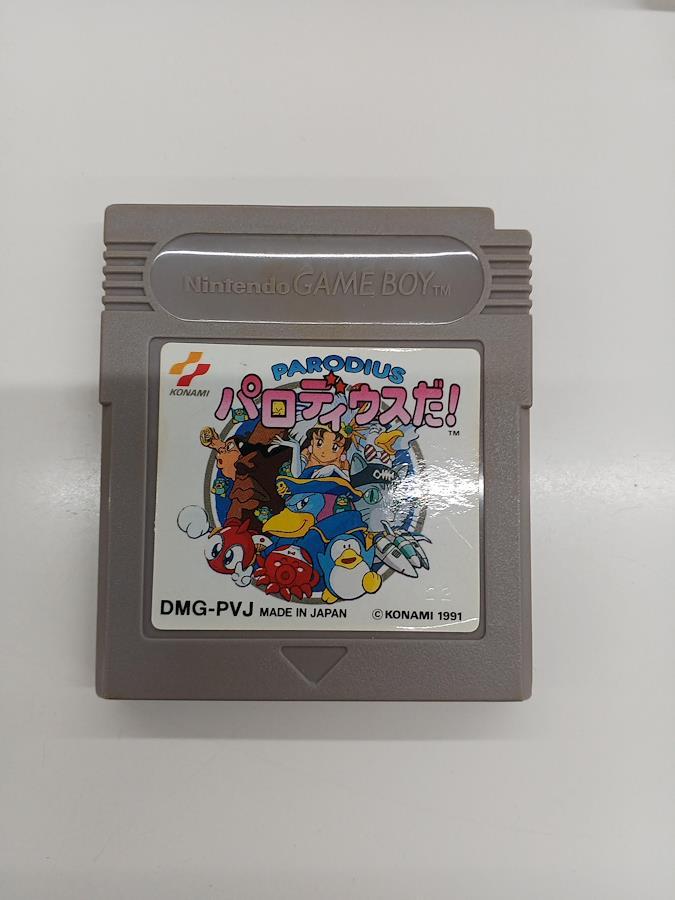 Nintendo GAME BOY TM
KONAMI
PARODIUS
パロディウスだ!
TM
22
DMG-PVJ MADE IN JAPAN © KONAMI 1991